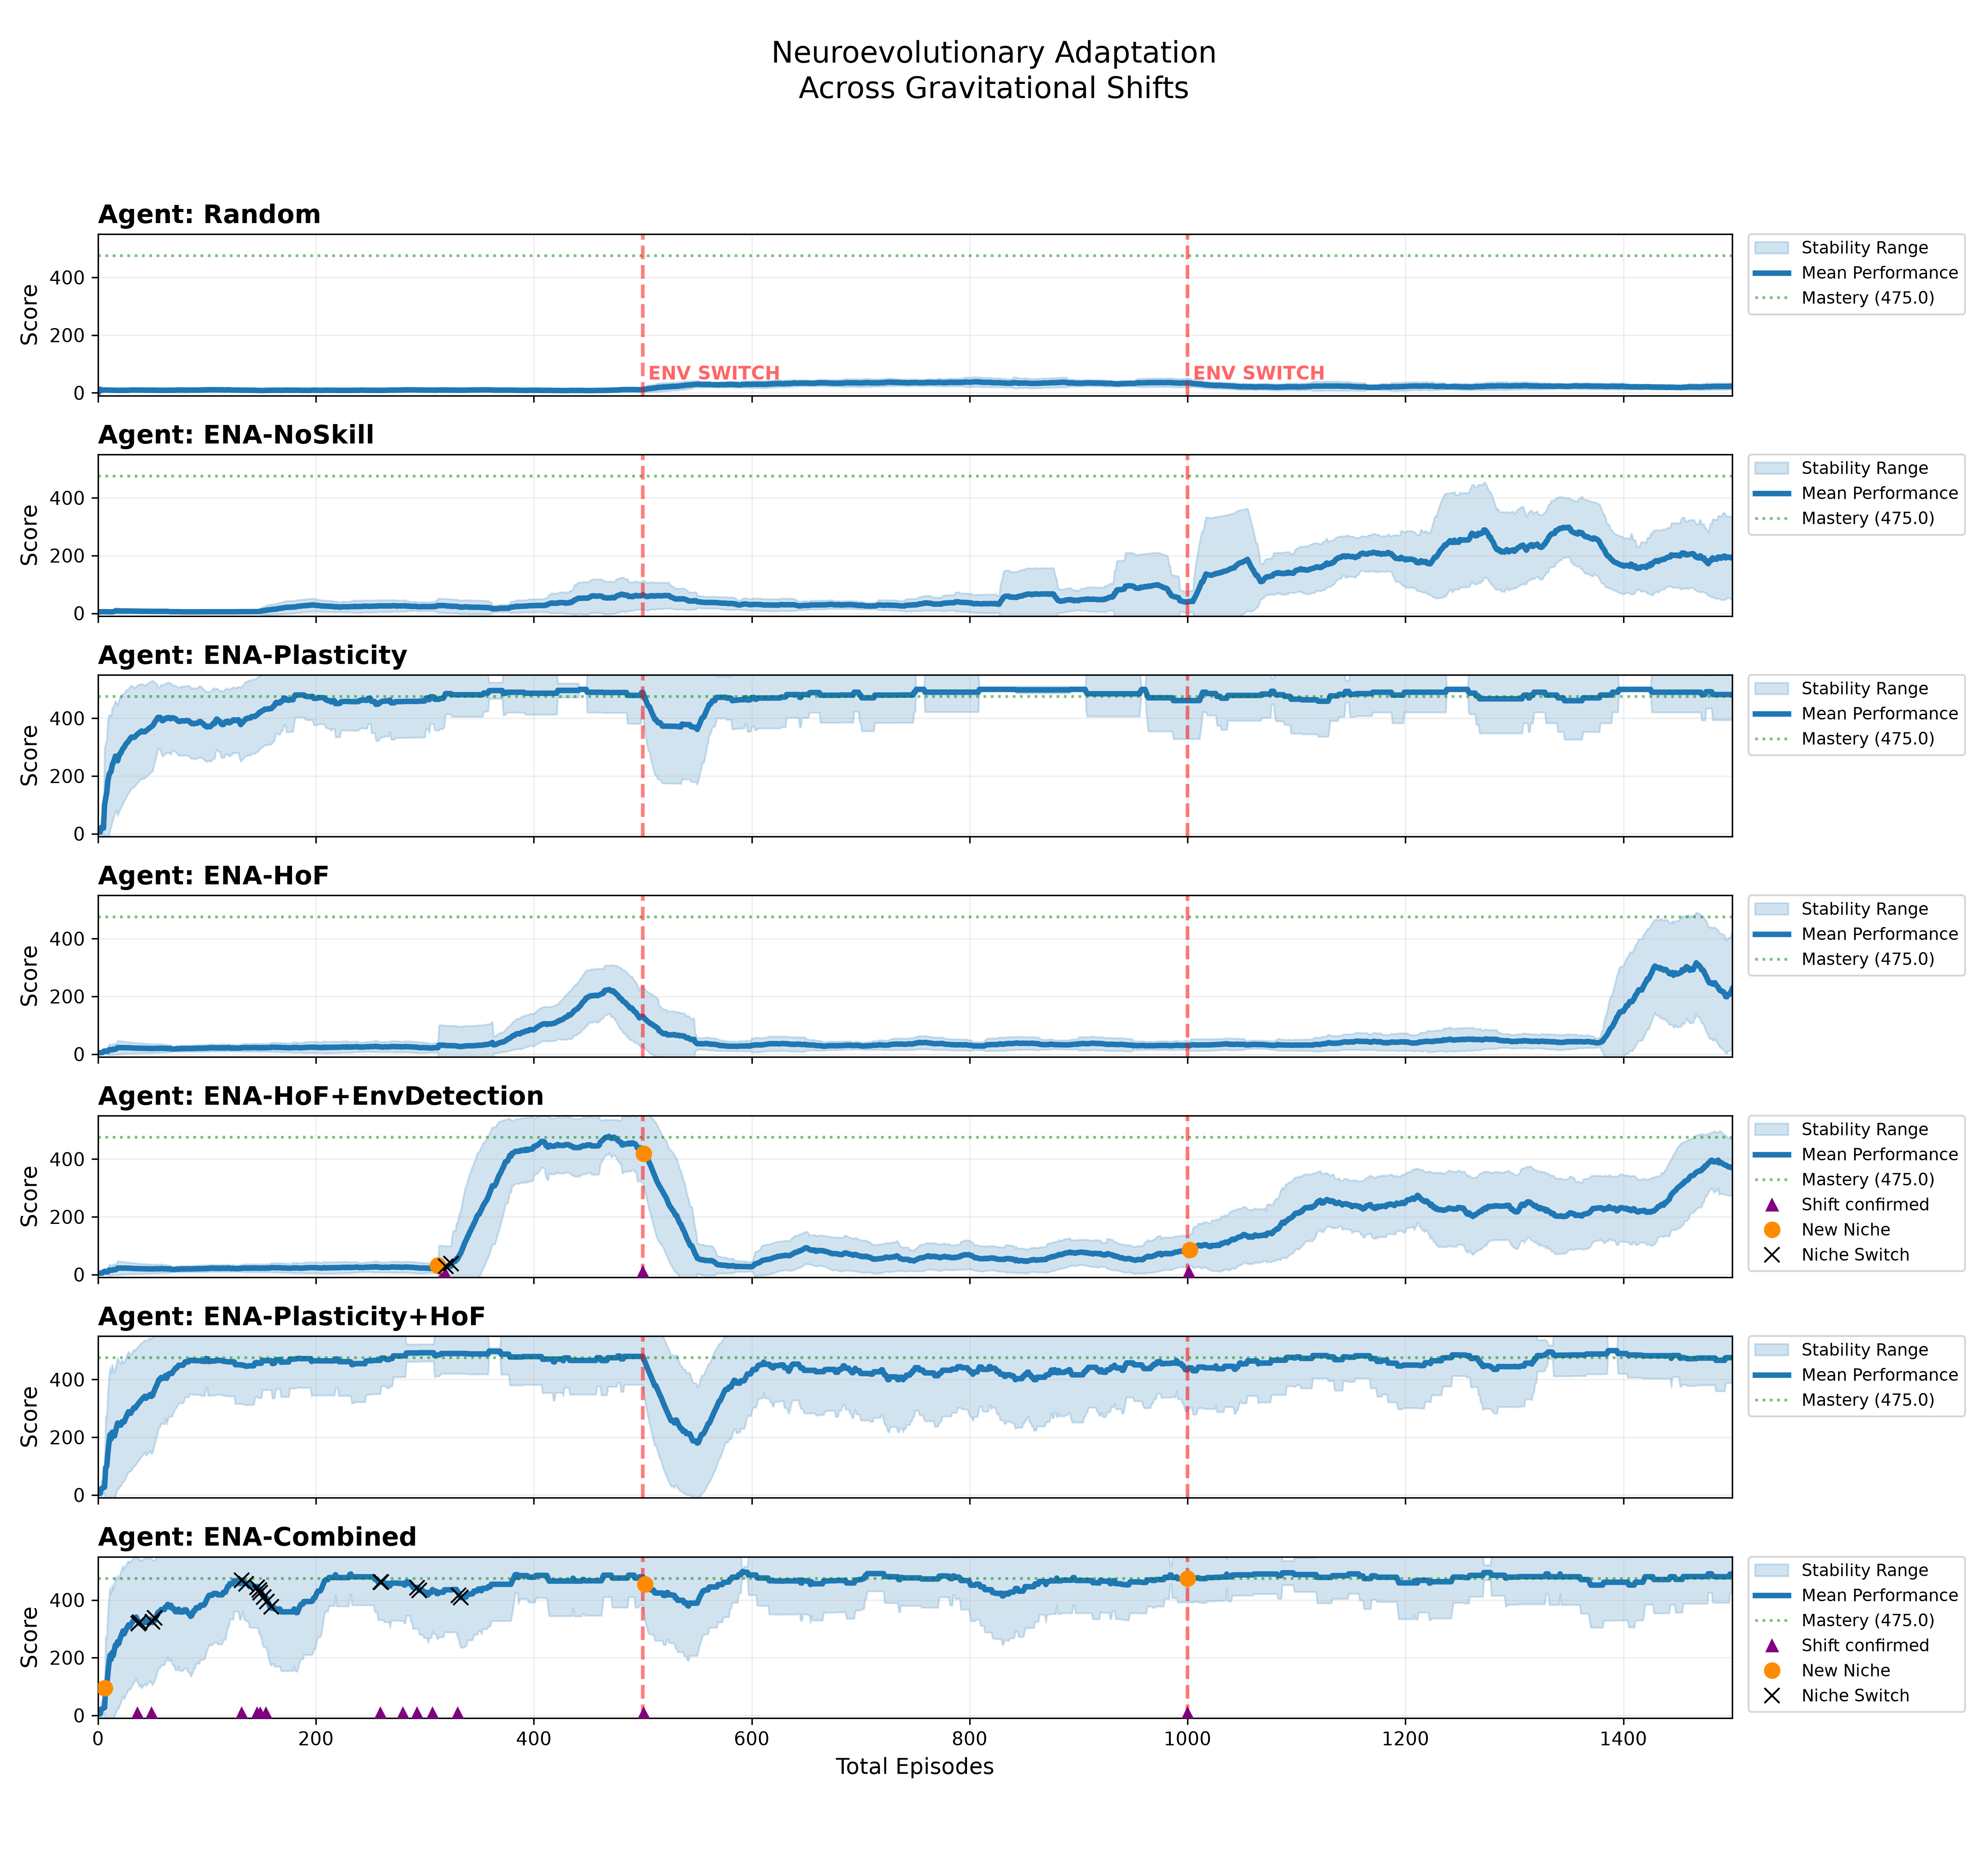 Neuroevolutionary Adaptation
Across Gravitational Shifts
Agent: Random
Score
400
200
0
ENV SWITCH
ENV SWITCH
Stability Range
Mean Performance
Mastery (475.0)
Agent: ENA-NoSkill
Score
400
200
0
Stability Range
Mean Performance
Mastery (475.0)
Agent: ENA-Plasticity
Score
400
200
0
Stability Range
Mean Performance
Mastery (475.0)
Agent: ENA-HoF
Score
400
200
0
Stability Range
Mean Performance
Mastery (475.0)
Agent: ENA-HoF+EnvDetection
Score
400
200
0
Stability Range
Mean Performance
Mastery (475.0)
Shift confirmed
New Niche
Niche Switch
Agent: ENA-Plasticity+HoF
Score
400
200
0
Stability Range
Mean Performance
Mastery (475.0)
Agent: ENA-Combined
Score
400
200
0
Stability Range
Mean Performance
Mastery (475.0)
Shift confirmed
New Niche
Niche Switch
0 200 400 600 800 1000 1200 1400
Total Episodes